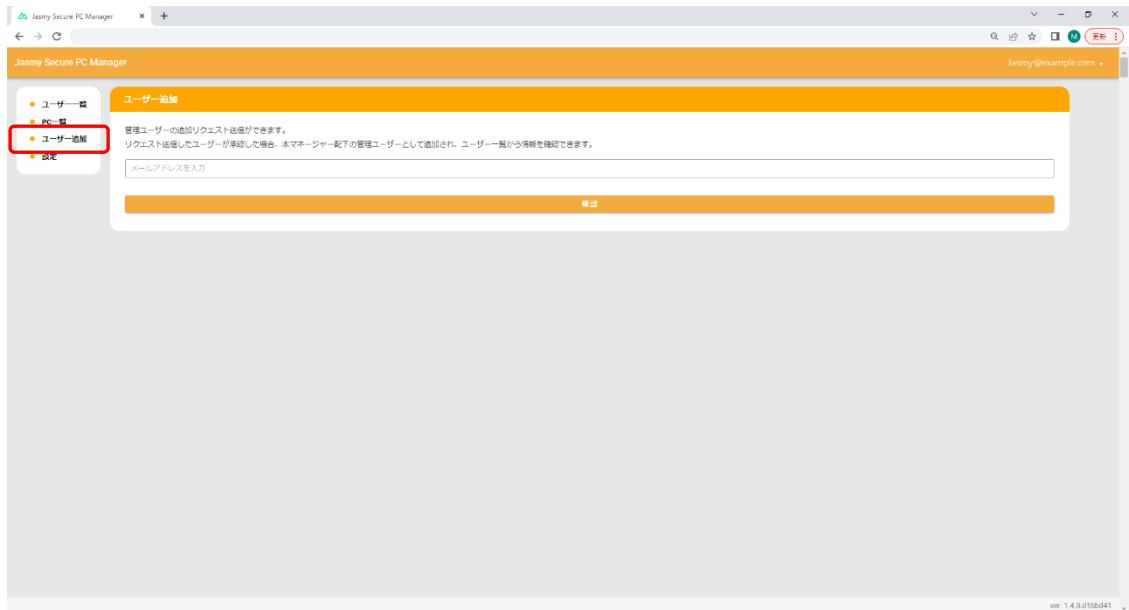 Jasmy Secure PC Manager
M
更新
Jasmy Secure PC Manager
Jasmy@example.com
ユーザー一覧
PC一覧
ユーザー追加
設定
ユーザー追加
管理ユーザーの追加リクエスト送信ができます。
リクエスト送信したユーザーが承認した場合、本マネージャー配下の管理ユーザーとして追加され、ユーザー一覧から情報を確認できます。
メールアドレスを入力
確認
ver: 1.4.0.d1bbd41